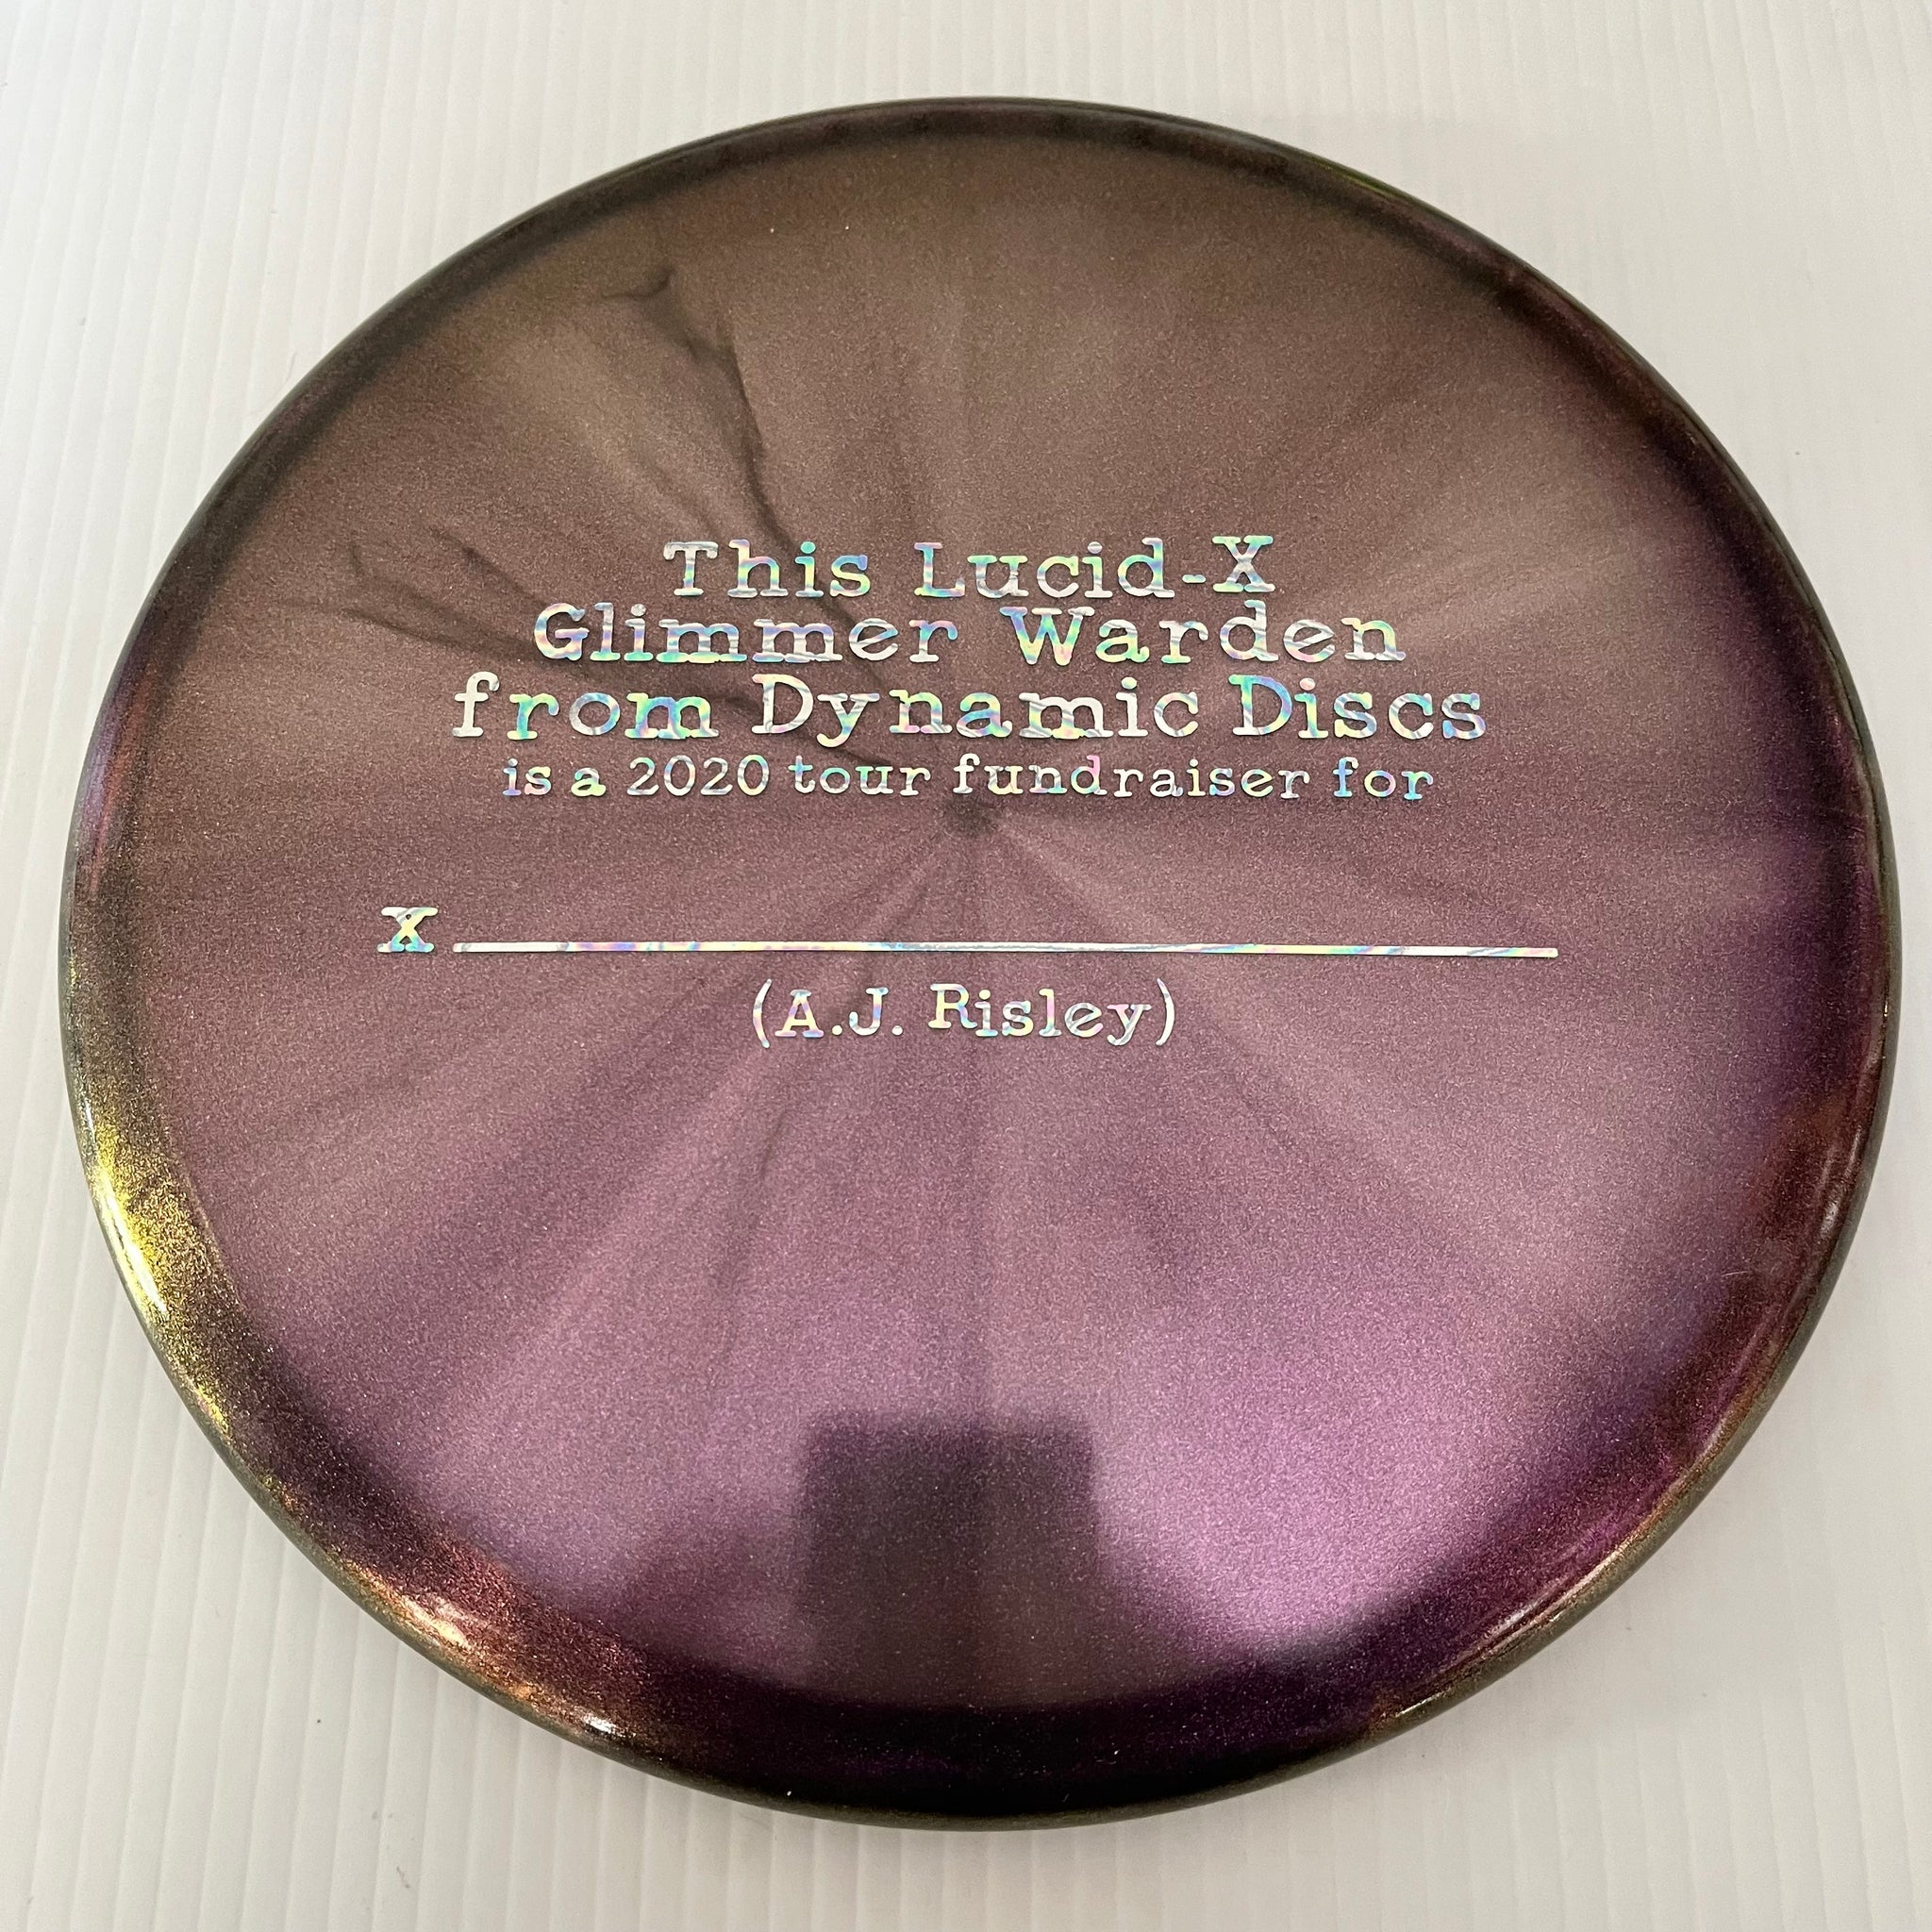 This Lucid-X
Glimmer Warden
from Dynamic Discs
is a 2020 tour fundraiser for
X
(A.J. Risley)